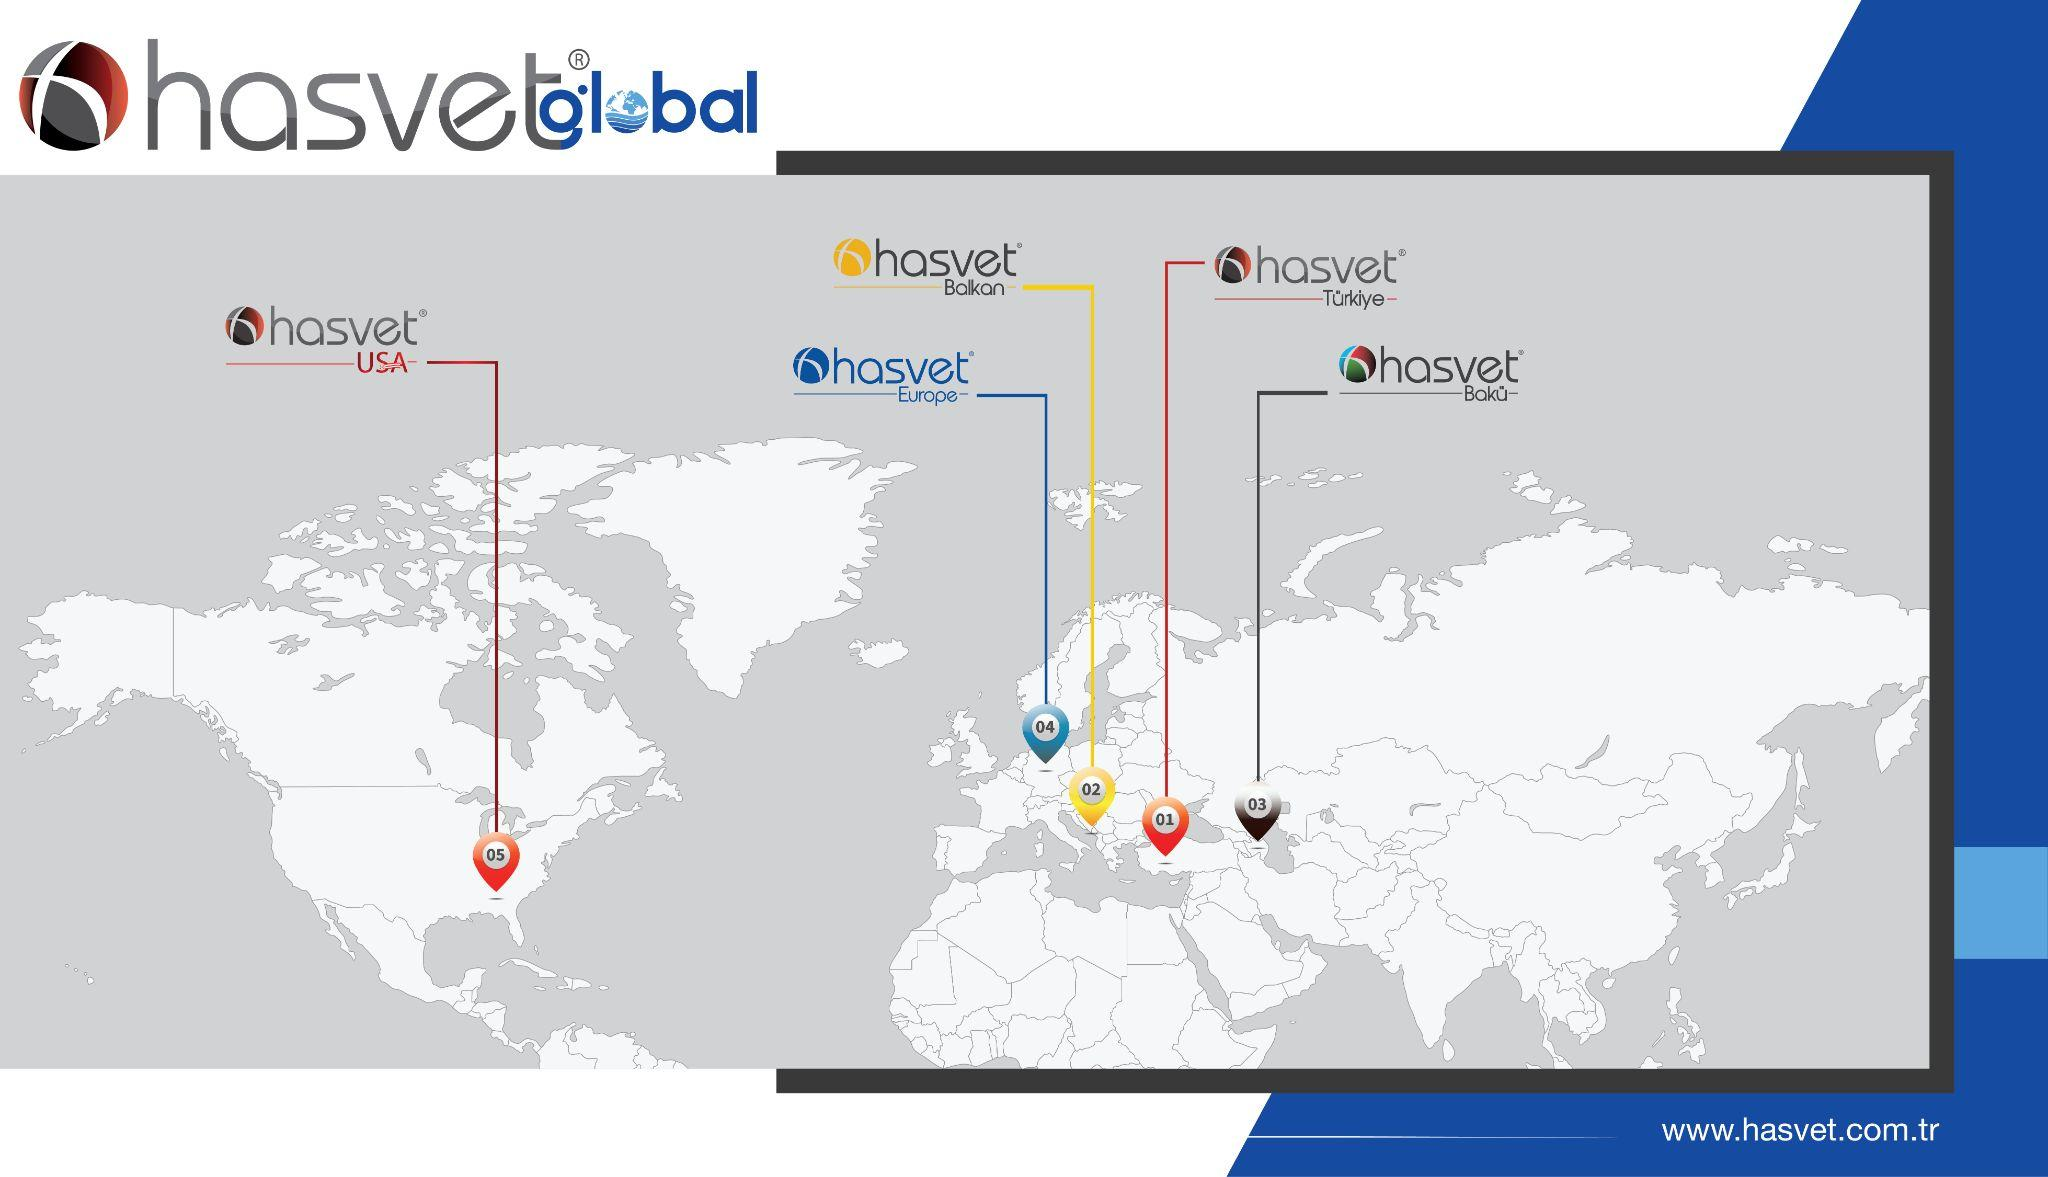 hasvet® global
hasvet®
Balkan
hasvet®
Türkiye
hasvet®
USA
hasvet®
Europe
hasvet®
Bakü
04
02
03
01
05
www.hasvet.com.tr